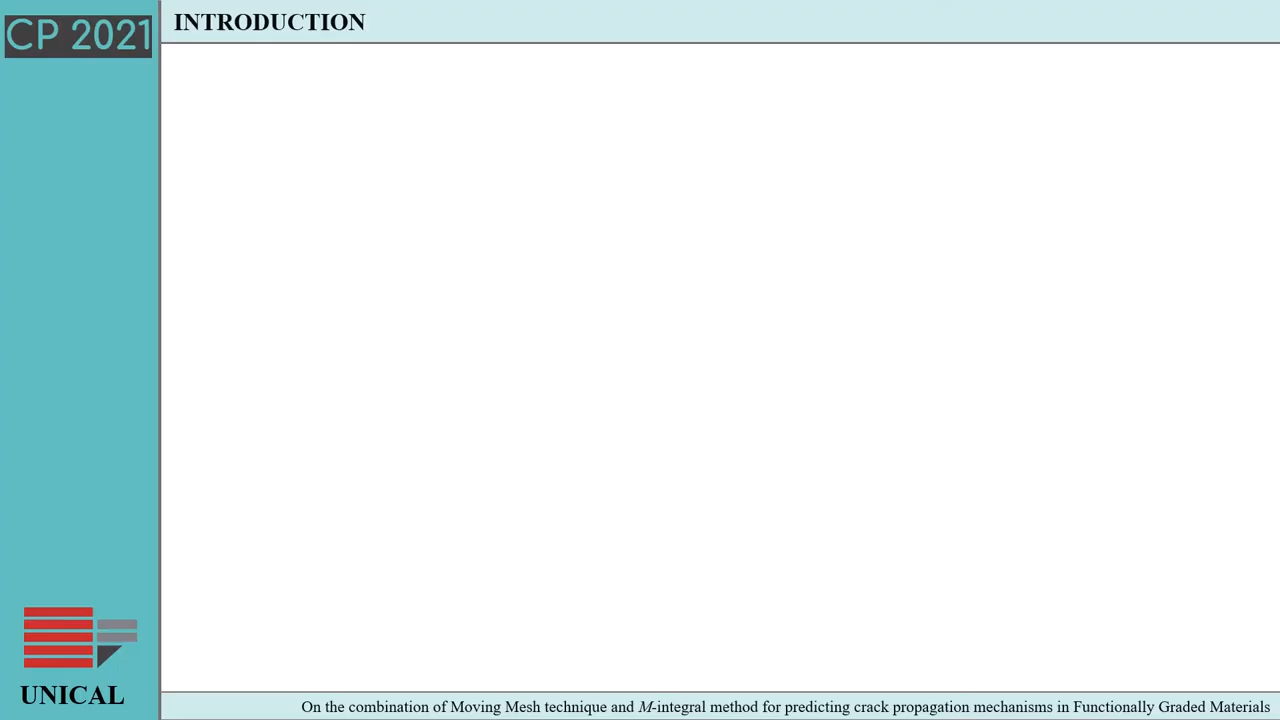 CP 2021
INTRODUCTION
UNICAL
On the combination of Moving Mesh technique and M-integral method for predicting crack propagation mechanisms in Functionally Graded Materials